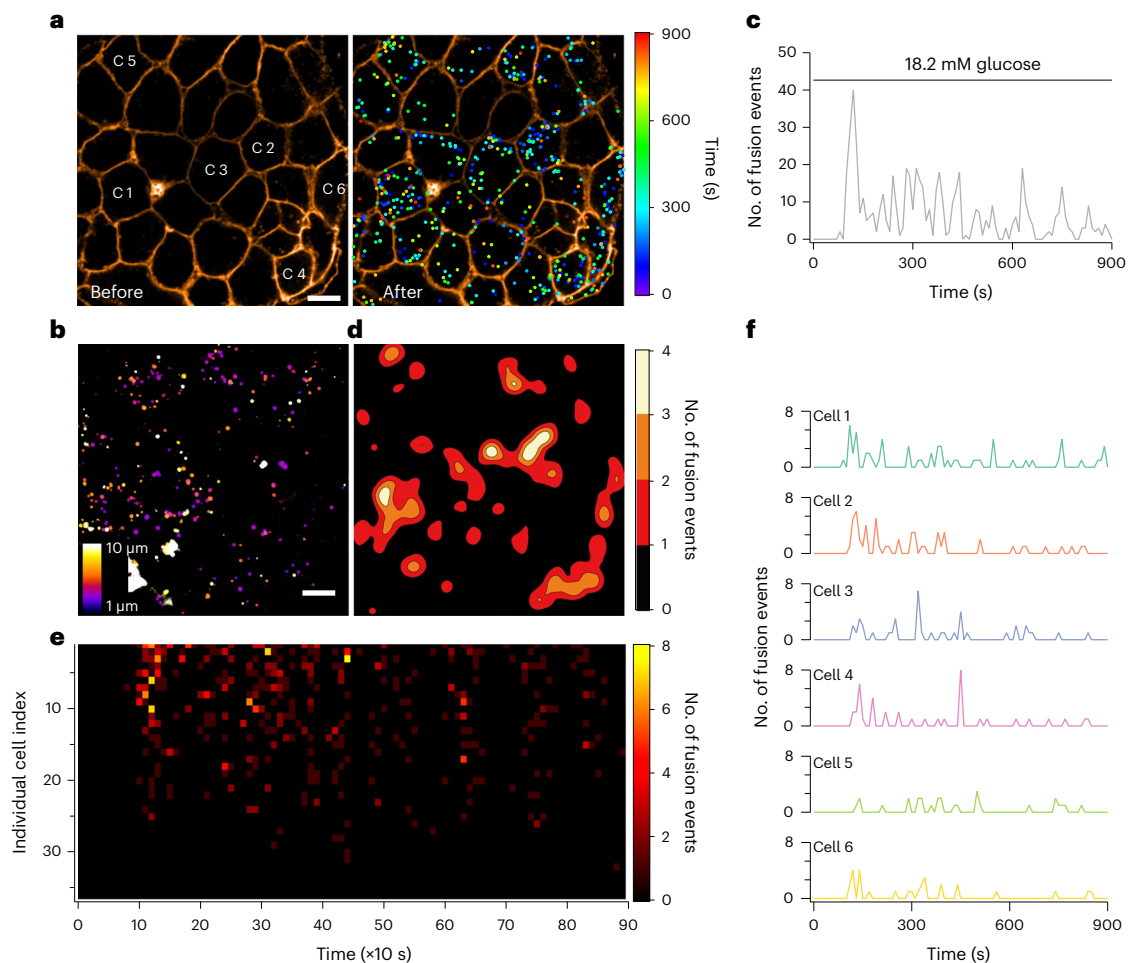 a
C 5
C 2
C 3
C 1
C 6
C 4
Before
After
900
600
300
0
Time (s)
c
50
40
30
20
10
0
No. of fusion events
18.2 mM glucose
0
300
600
900
Time (s)
b
10 µm
1 µm
d
4
3
2
1
0
No. of fusion events
e
10
20
30
Individual cell index
0
10
20
30
40
50
60
70
80
90
Time (×10 s)
8
6
4
2
0
No. of fusion events
f
No. of fusion events
8
Cell 1
0
8
Cell 2
0
8
Cell 3
0
8
Cell 4
0
8
Cell 5
0
8
Cell 6
0
0
300
600
900
Time (s)